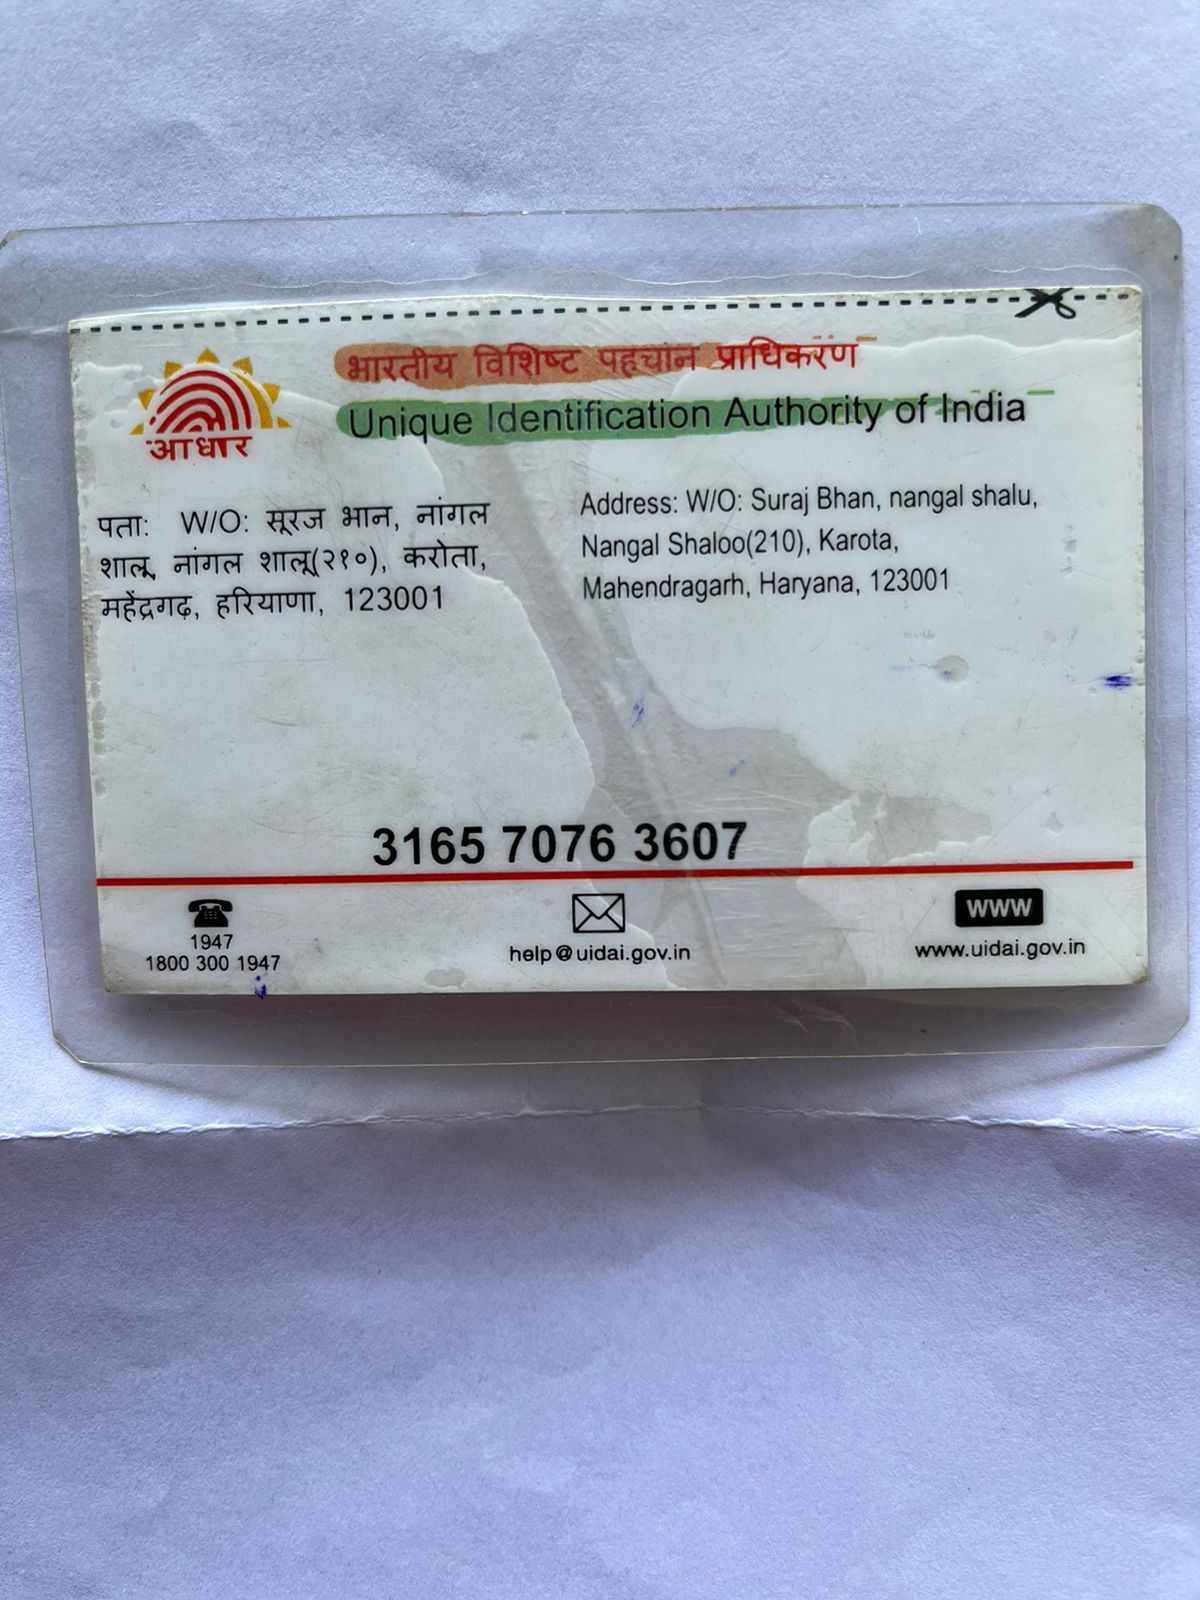 भारतीय विशिष्ट पहचान प्राधिकरण
Unique Identification Authority of India
आधार
पता: W/O: सूरज भान, नांगल
शालू, नांगल शालू(२१०), करोता,
महेंद्रगढ़, हरियाणा, 123001
Address: W/O: Suraj Bhan, nangal shalu,
Nangal Shaloo(210), Karota,
Mahendragarh, Haryana, 123001
3165 7076 3607
1947
1800 300 1947
help@uidai.gov.in
WWW
www.uidai.gov.in